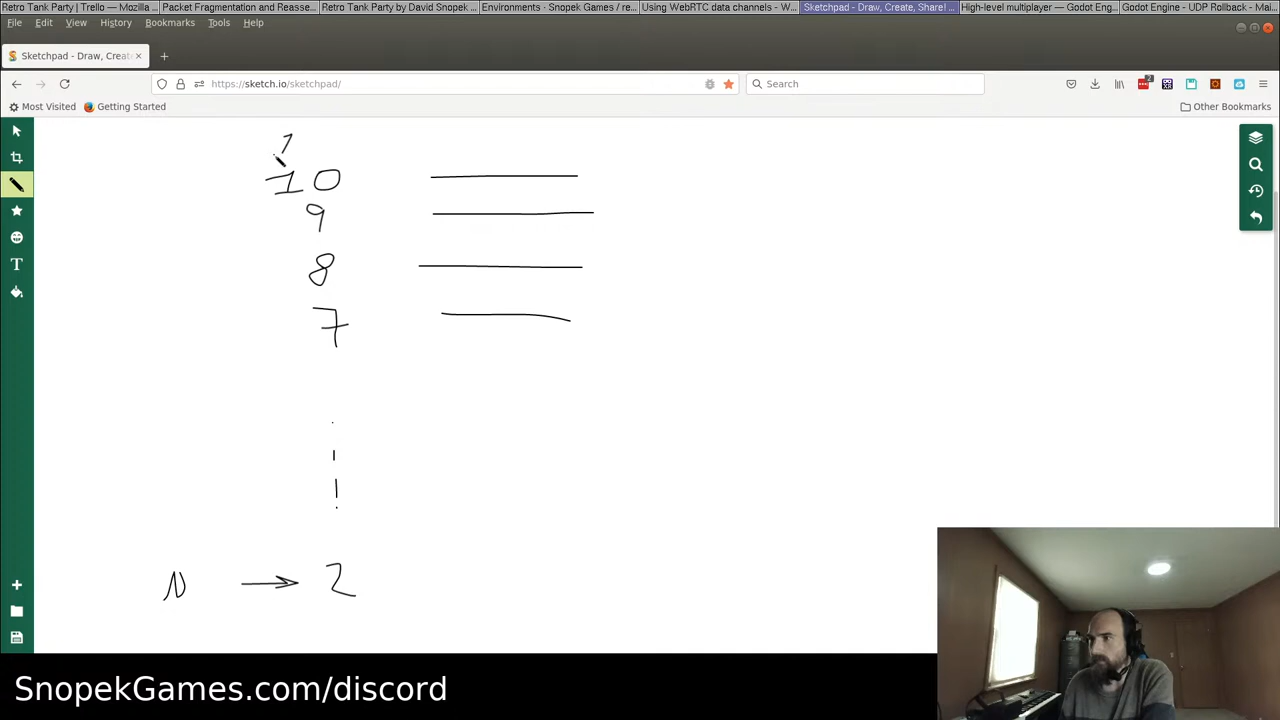 Retro Tank Party | Trello — Mozilla ...
Packet Fragmentation and Reasse...
Retro Tank Party by David Snopek ...
Environments · Snopek Games / re...
Using WebRTC data channels - W...
Sketchpad - Draw, Create, Share! ...
High-level multiplayer — Godot Eng...
Godot Engine - UDP Rollback - Mai...
File Edit View History Bookmarks Tools Help
Sketchpad - Draw, Creat
https://sketch.io/sketchpad/
Search
Most Visited
Getting Started
Other Bookmarks
1
10
9
8
7
N → 2
SnopekGames.com/discord